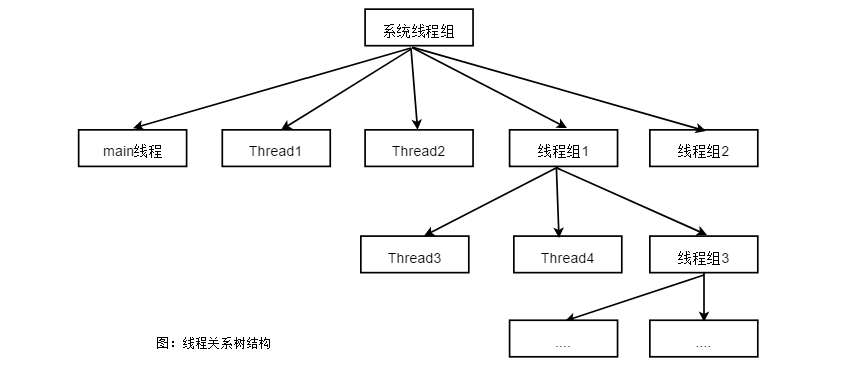 系统线程组
main线程
Thread1
Thread2
线程组1
线程组2
Thread3
Thread4
线程组3
....
....
图：线程关系树结构